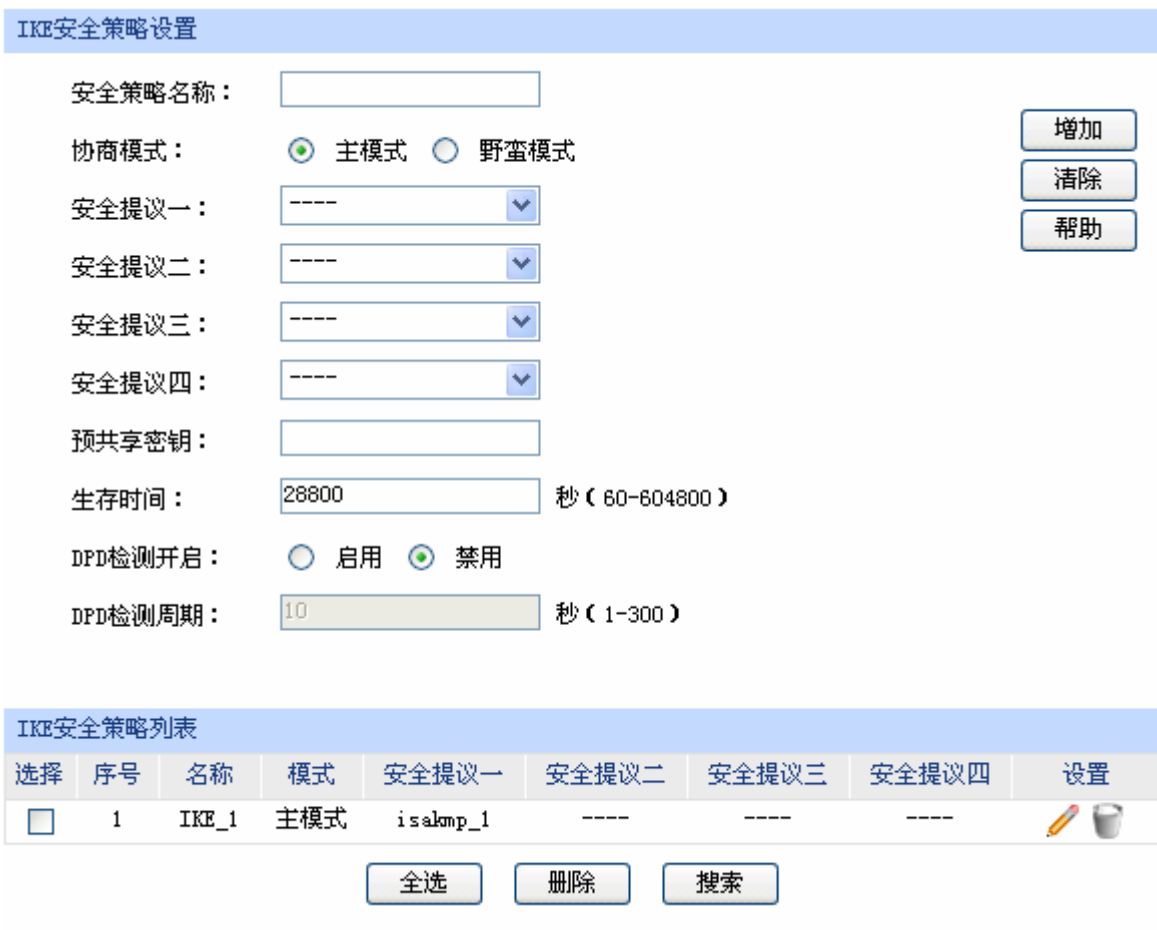 IKE安全策略设置
安全策略名称：
协商模式： 主模式 野蛮模式
增加
安全提议一： ----
清除
帮助
安全提议二： ----
安全提议三： ----
安全提议四： ----
预共享密钥：
生存时间： 28800 秒（60-604800）
DPD检测开启： 启用 禁用
DPD检测周期： 10 秒（1-300）
IKE安全策略列表
选择 序号 名称 模式 安全提议一 安全提议二 安全提议三 安全提议四 设置
1 IKE_1 主模式 isakmp_1 ---- ---- ----
全选 删除 搜索